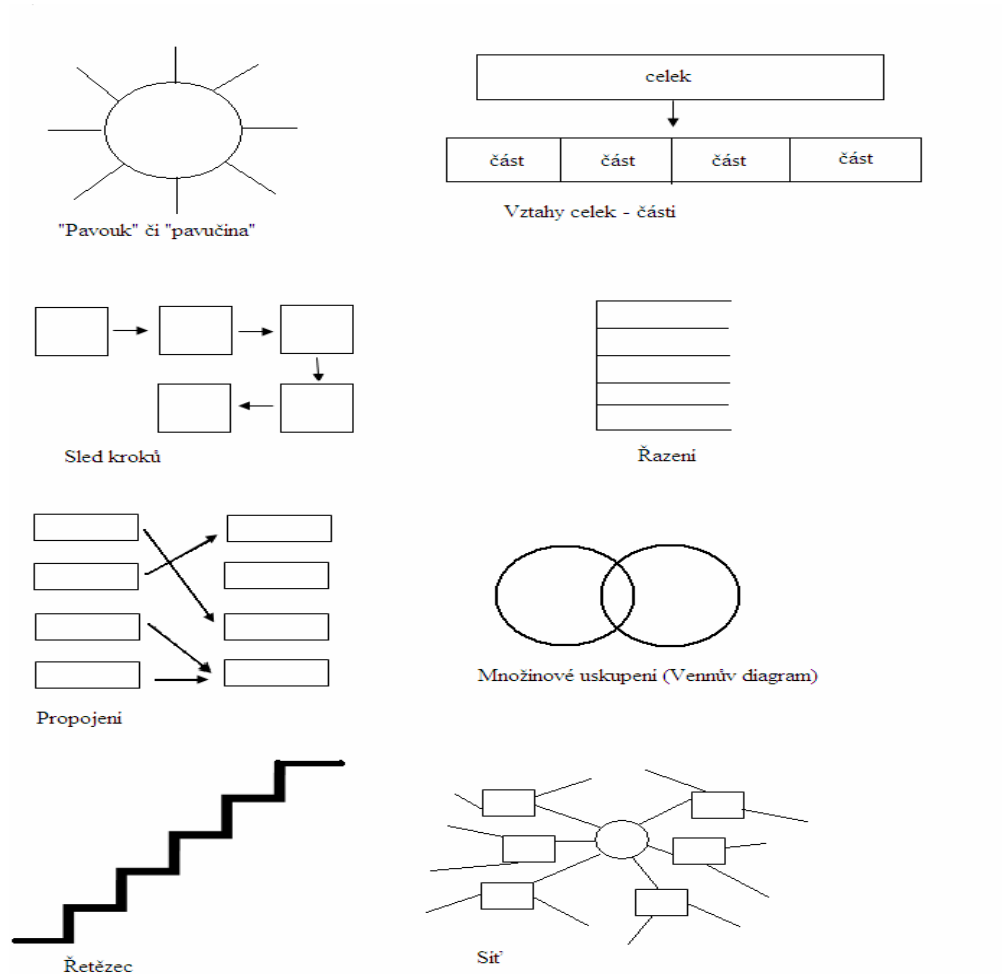 celek
část část část část
"Pavouk" či "pavučina"
Vztahy celek - části
Sled kroků
Řazení
Propojení
Množinové uskupení (Vennův diagram)
Řetězec
Síť